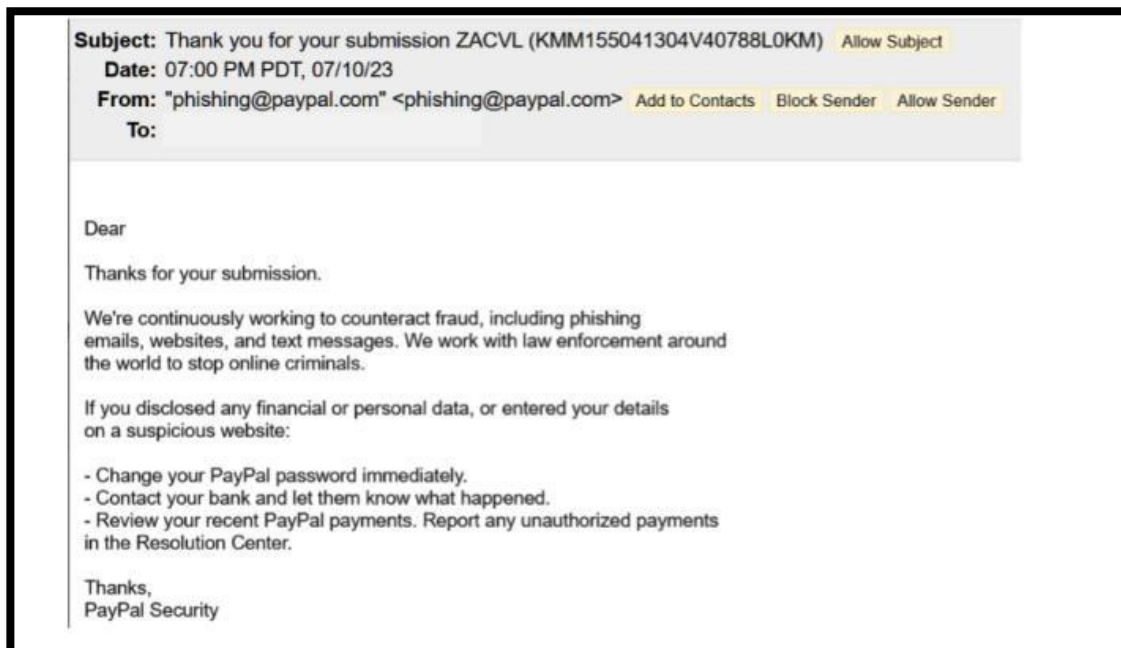 Subject: Thank you for your submission ZACVL (KMM155041304V40788L0KM) Allow Subject
Date: 07:00 PM PDT, 07/10/23
From: "phishing@paypal.com" <phishing@paypal.com> Add to Contacts Block Sender Allow Sender
To:
Dear
Thanks for your submission.
We're continuously working to counteract fraud, including phishing
emails, websites, and text messages. We work with law enforcement around
the world to stop online criminals.
If you disclosed any financial or personal data, or entered your details
on a suspicious website:
- Change your PayPal password immediately.
- Contact your bank and let them know what happened.
- Review your recent PayPal payments. Report any unauthorized payments
in the Resolution Center.
Thanks,
PayPal Security